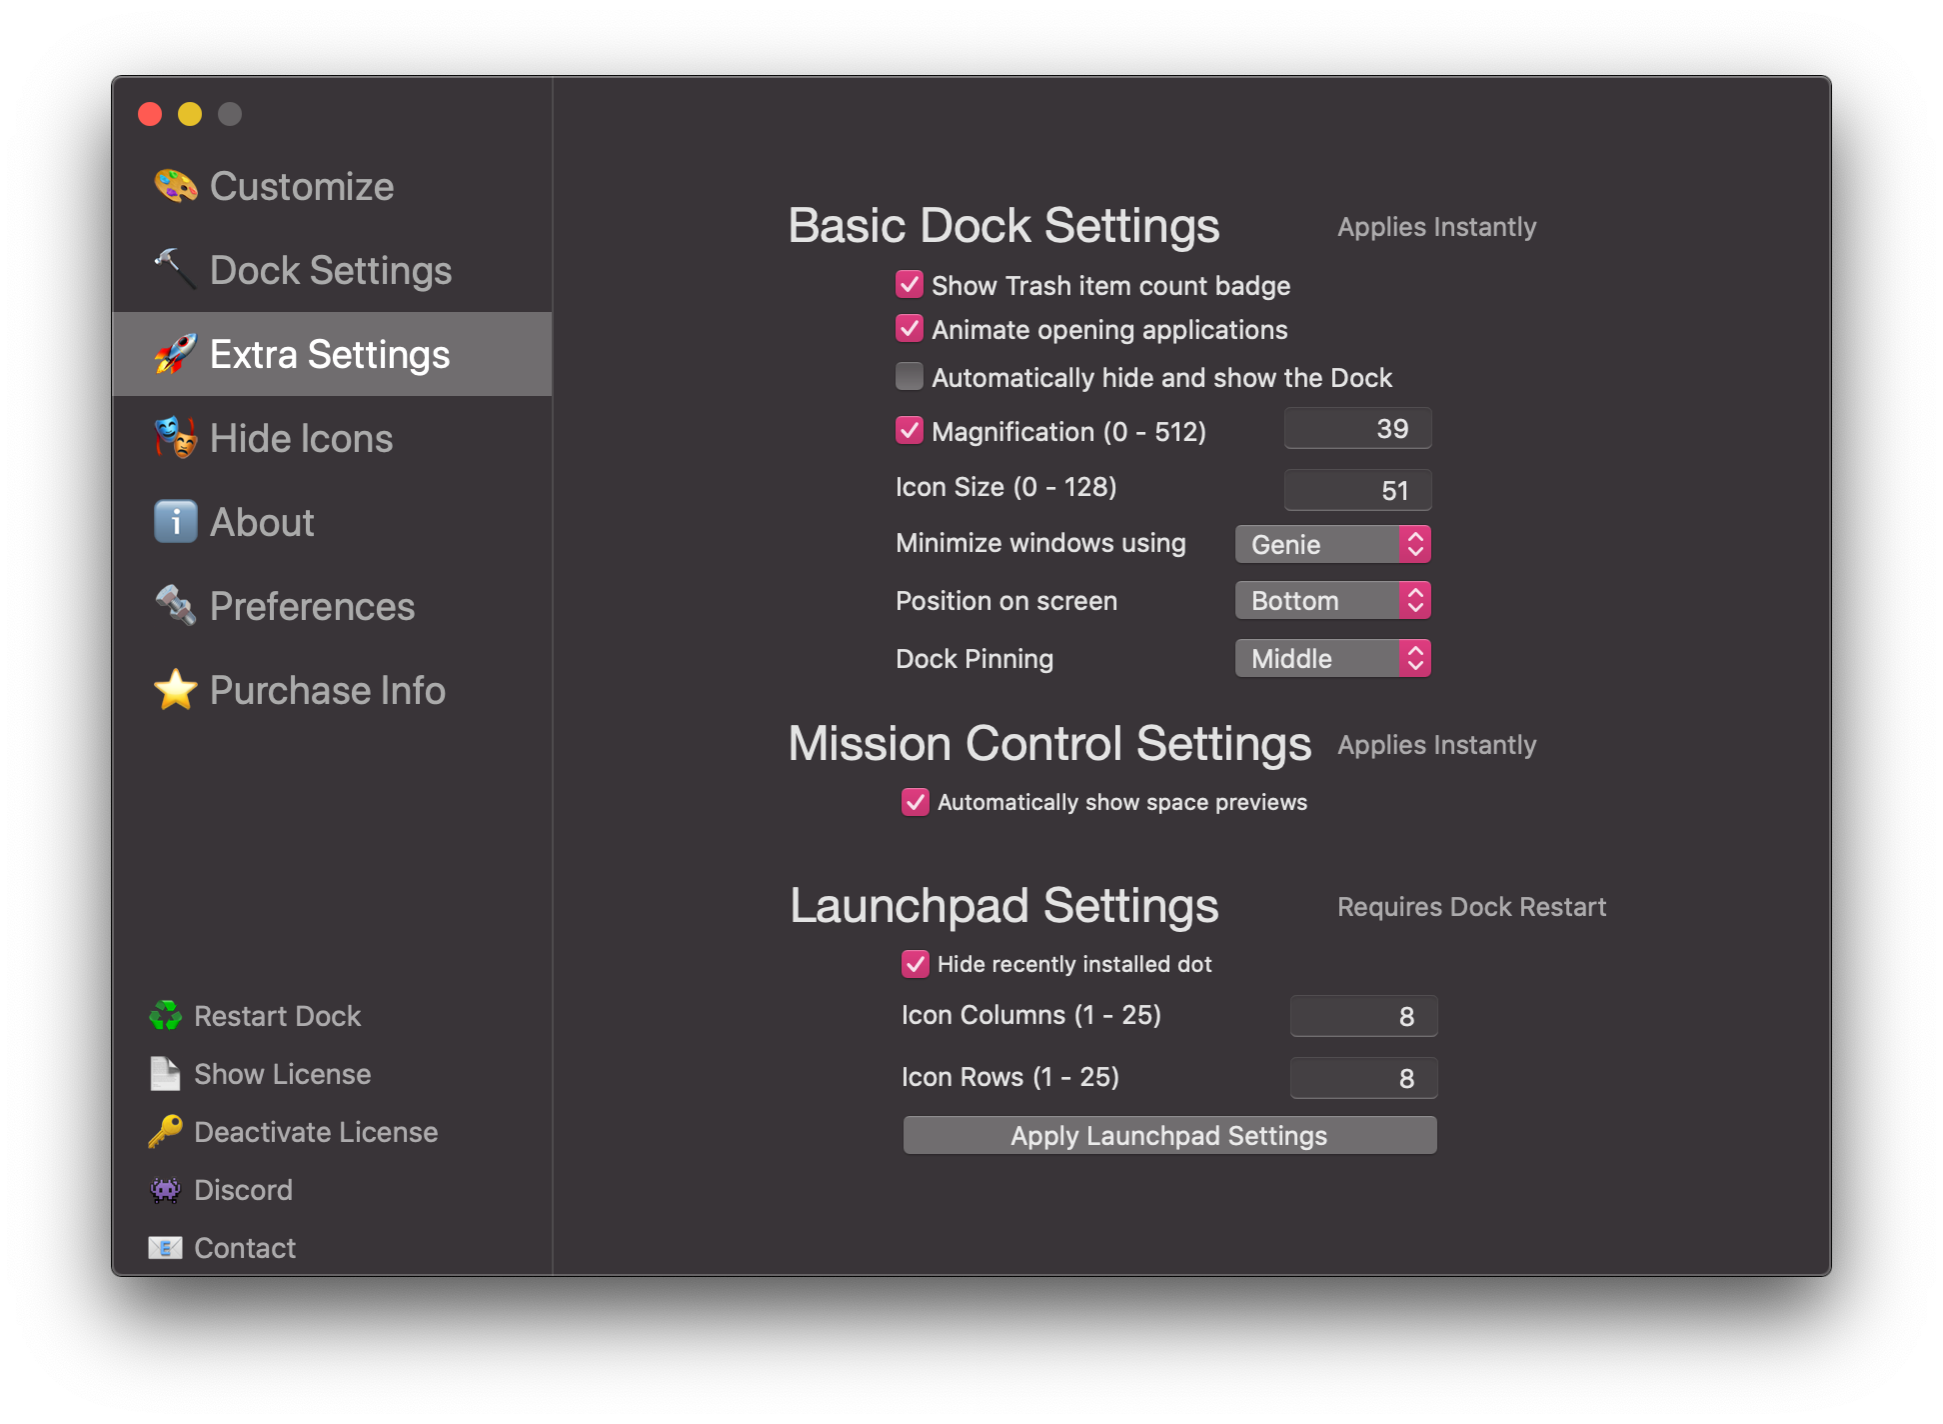 Customize
Dock Settings
Extra Settings
Hide Icons
About
Preferences
Purchase Info
Restart Dock
Show License
Deactivate License
Discord
Contact
Basic Dock Settings Applies Instantly
Show Trash item count badge
Animate opening applications
Automatically hide and show the Dock
Magnification (0 - 512) 39
Icon Size (0 - 128) 51
Minimize windows using Genie
Position on screen Bottom
Dock Pinning Middle
Mission Control Settings Applies Instantly
Automatically show space previews
Launchpad Settings Requires Dock Restart
Hide recently installed dot
Icon Columns (1 - 25) 8
Icon Rows (1 - 25) 8
Apply Launchpad Settings